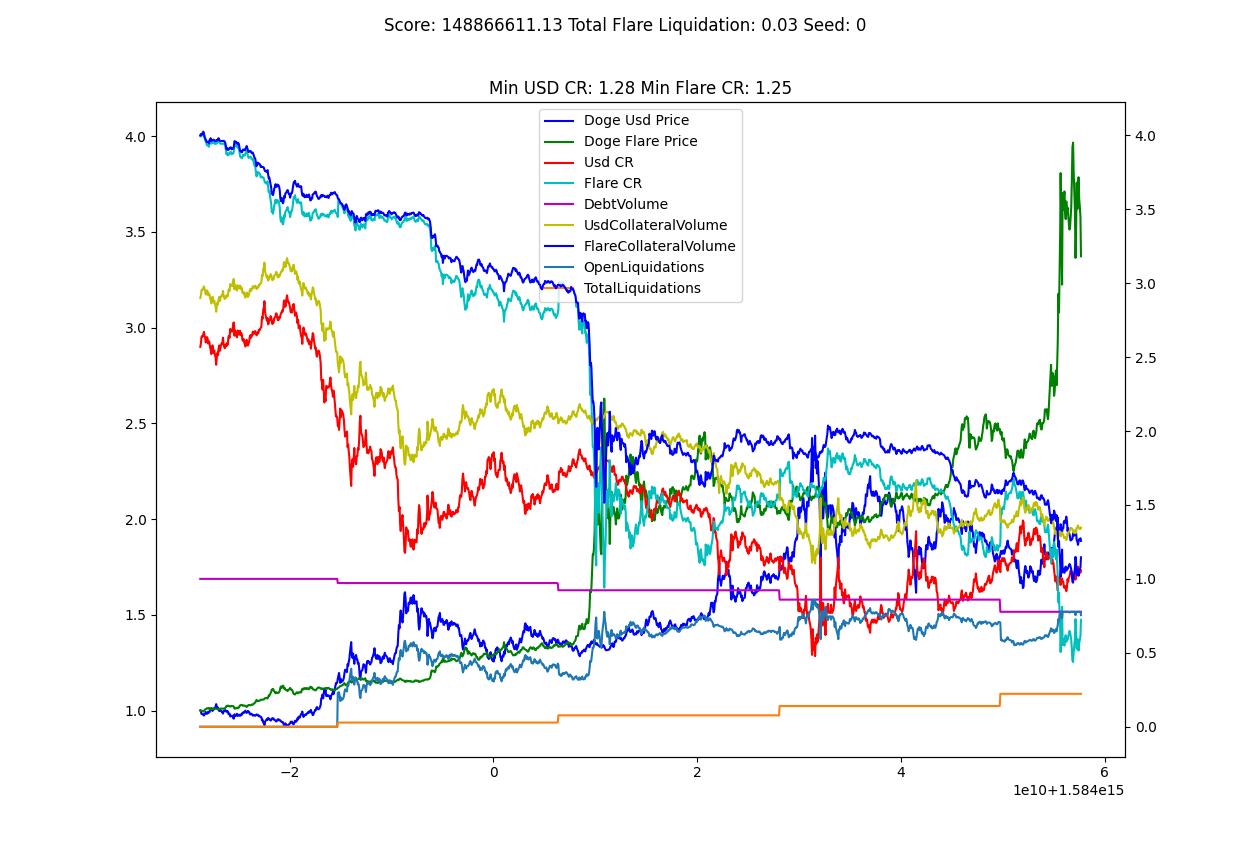 Score: 148866611.13 Total Flare Liquidation: 0.03 Seed: 0
Min USD CR: 1.28 Min Flare CR: 1.25
Doge Usd Price
Doge Flare Price
Usd CR
Flare CR
DebtVolume
UsdCollateralVolume
FlareCollateralVolume
OpenLiquidations
TotalLiquidations
4.0
3.5
3.0
2.5
2.0
1.5
1.0
4.0
3.5
3.0
2.5
2.0
1.5
1.0
0.5
0.0
−2
0
2
4
6
1e10+1.584e15